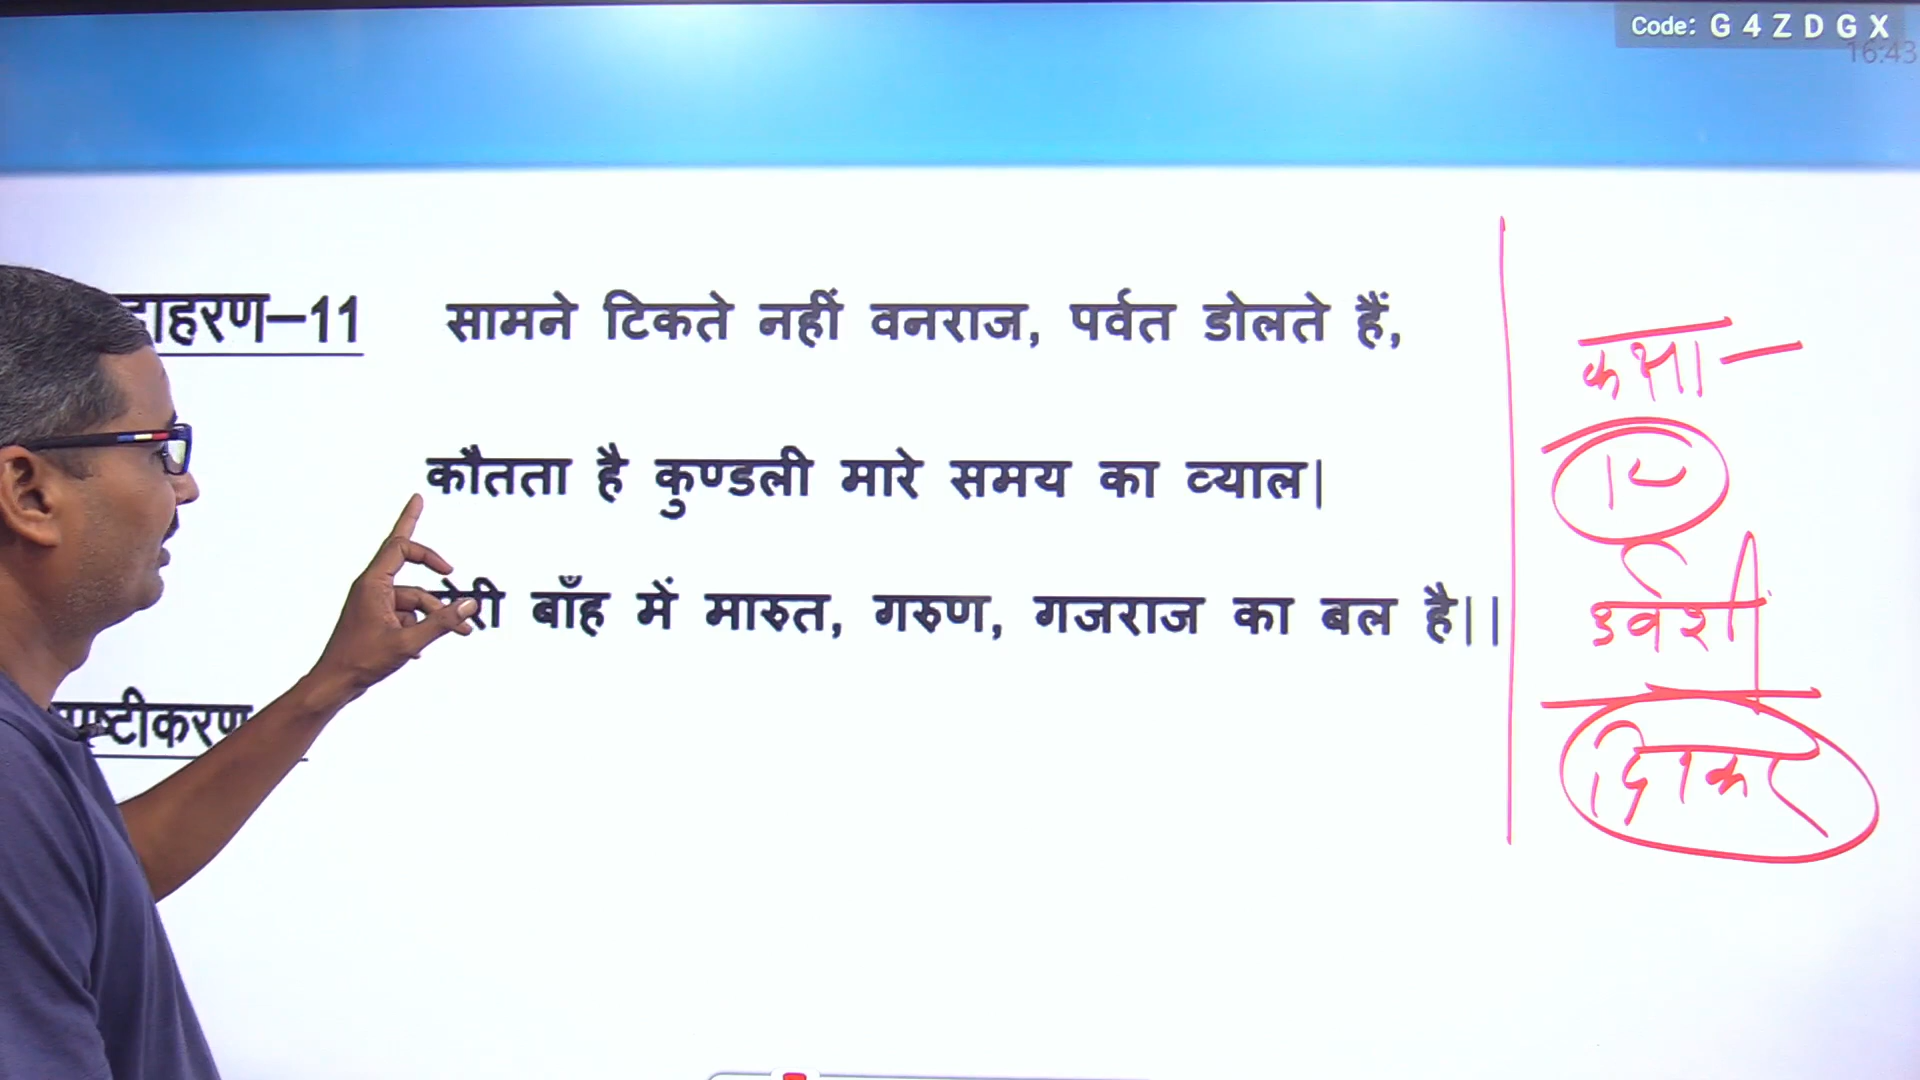 Code: G 4 Z D G X
16:43
दाहरण–11 सामने टिकते नहीं वनराज, पर्वत डोलते हैं,
कौतता है कुण्डली मारे समय का व्याल|
मेरी बाँह में मारुत, गरुण, गजराज का बल है||
ष्टीकरण
कक्षा –
12
उर्वशी
दिनकर